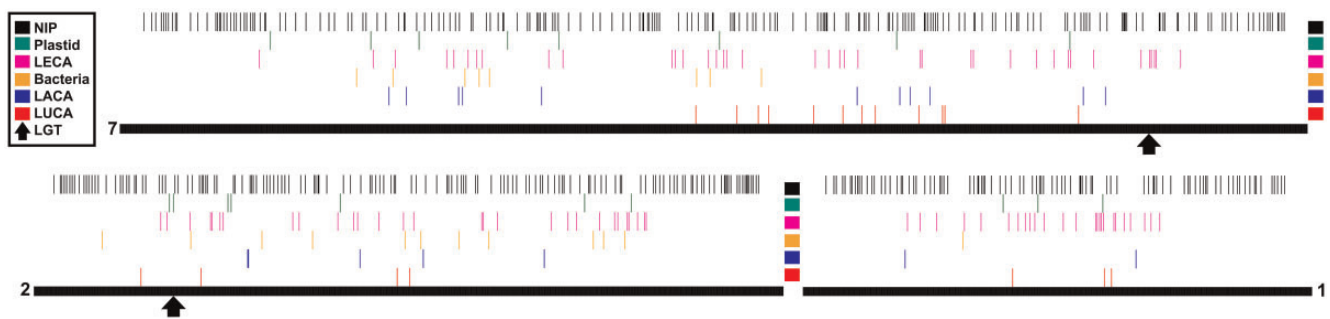 NIP
Plastid
LECA
Bacteria
LACA
LUCA
LGT
7
2
1